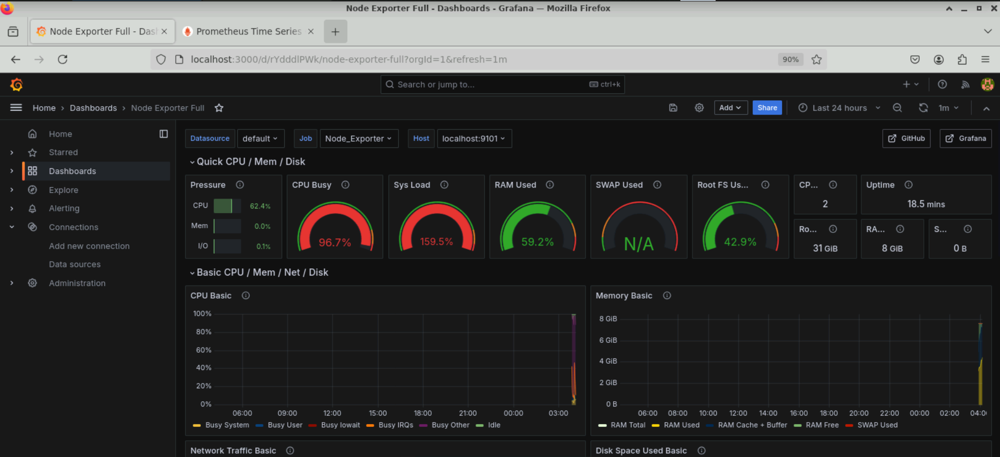 Node Exporter Full - Dashboards - Grafana — Mozilla Firefox
Node Exporter Full - Das
Prometheus Time Series
localhost:3000/d/rYdddlPWk/node-exporter-full?orgId=1&refresh=1m
90%
Search or jump to...
ctrl+k
Home › Dashboards › Node Exporter Full
Add
Share
Last 24 hours
1m
Home
Starred
Dashboards
Explore
Alerting
Connections
Add new connection
Data sources
Administration
Datasource default
Job Node_Exporter
Host localhost:9101
GitHub
Grafana
Quick CPU / Mem / Disk
Pressure
CPU 62.4%
Mem 0.0%
I/O 0.1%
CPU Busy
96.7%
Sys Load
159.5%
RAM Used
59.2%
SWAP Used
N/A
Root FS Us...
42.9%
CP...
2
Uptime
18.5 mins
Ro...
31 GiB
RA...
8 GiB
S...
0 B
Basic CPU / Mem / Net / Disk
CPU Basic
100%
80%
60%
40%
20%
0%
06:00 09:00 12:00 15:00 18:00 21:00 00:00 03:00
Busy System Busy User Busy Iowait Busy IRQs Busy Other Idle
Memory Basic
8 GiB
6 GiB
4 GiB
2 GiB
0 B
06:00 08:00 10:00 12:00 14:00 16:00 18:00 20:00 22:00 00:00 02:00 04:0
RAM Total RAM Used RAM Cache + Buffer RAM Free SWAP Used
Network Traffic Basic
Disk Space Used Basic